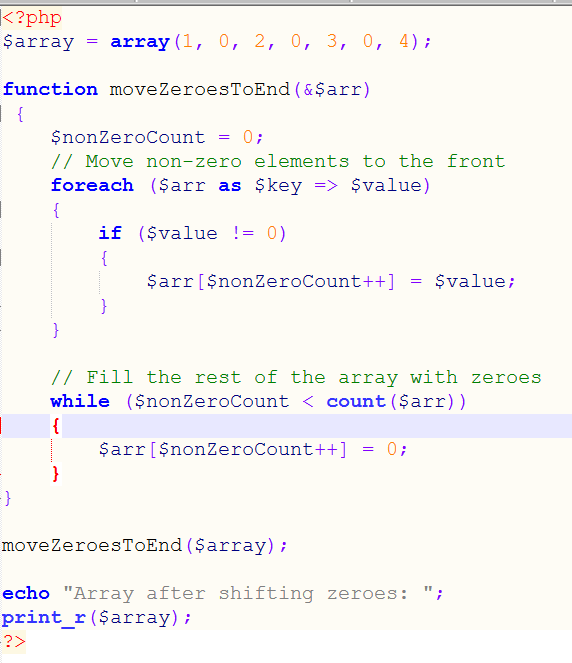 <?php
$array = array(1, 0, 2, 0, 3, 0, 4);
function moveZeroesToEnd(&$arr)
{
$nonZeroCount = 0;
// Move non-zero elements to the front
foreach ($arr as $key => $value)
{
if ($value != 0)
{
$arr[$nonZeroCount++] = $value;
}
}
// Fill the rest of the array with zeroes
while ($nonZeroCount < count($arr))
{
$arr[$nonZeroCount++] = 0;
}
}
moveZeroesToEnd($array);
echo "Array after shifting zeroes: ";
print_r($array);
?>